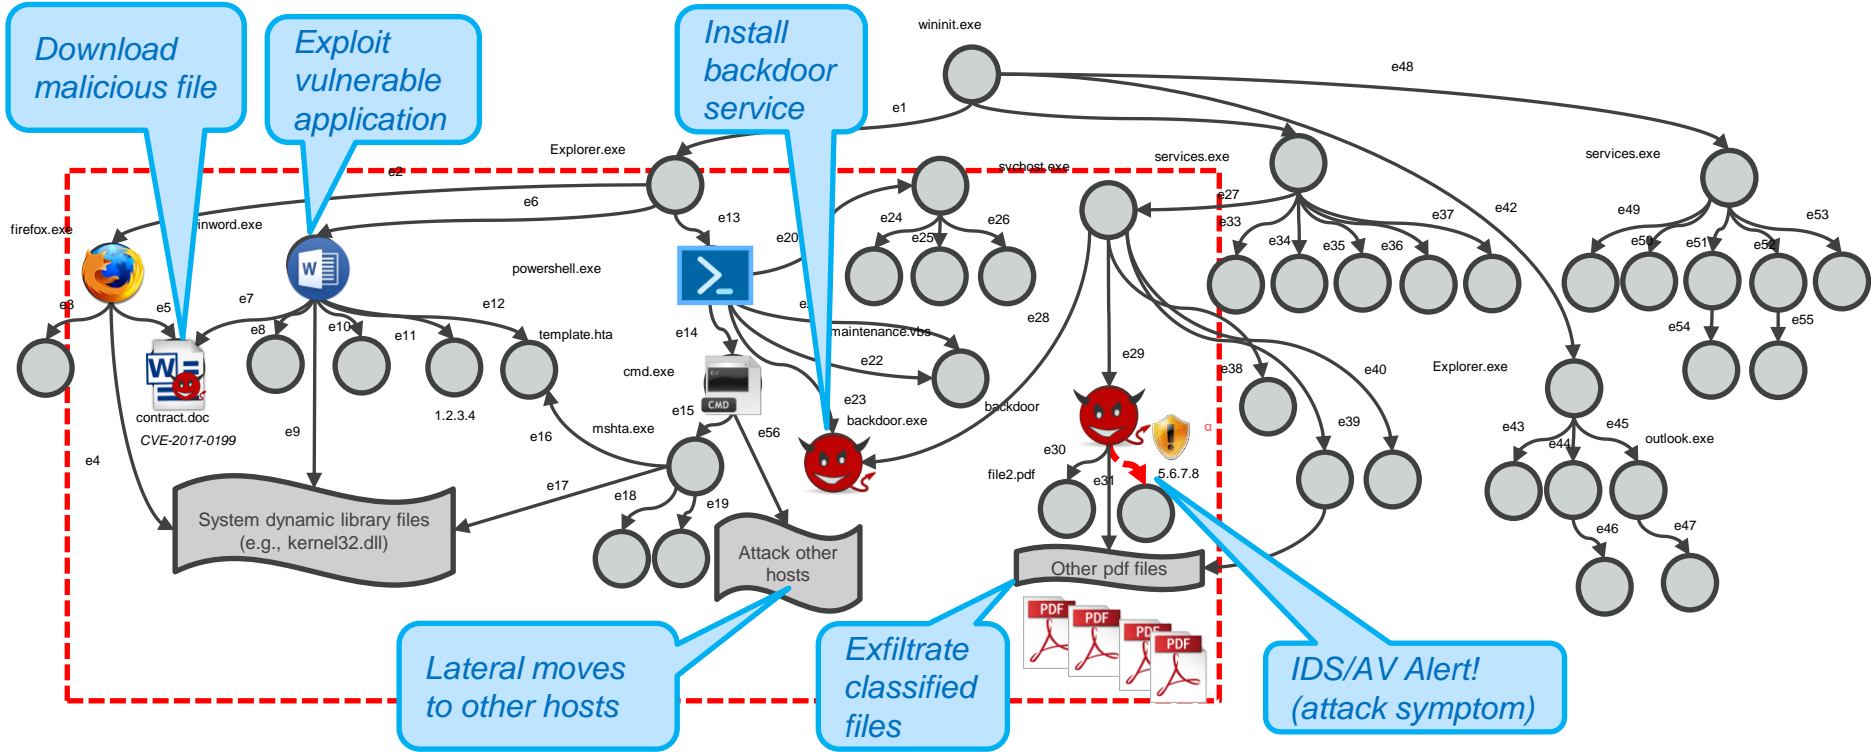 Download
malicious file
Exploit
vulnerable
application
Install
backdoor
service
wininit.exe
e48
e1
Explorer.exe
services.exe
services.exe
svchost.exe
e2
e6
e13
e20
e24
e25
e26
e27
e33
e34
e35
e36
e37
e42
e49
e50
e51
e52
e53
firefox.exe
inword.exe
W
powershell.exe
e3
e5
e7
e8
e10
e11
e12
template.hta
e14
maintenance.vbs
e22
e28
e29
e38
e40
e54
e55
Explorer.exe
W
contract.doc
CVE-2017-0199
1.2.3.4
cmd.exe
CMD
e15
e23
backdoor.exe
backdoor
α
e39
e43
e44
e45
outlook.exe
e4
e9
e16
mshta.exe
e56
e30
file2.pdf
e31
5.6.7.8
e17
e18
e19
e46
e47
System dynamic library files
(e.g., kernel32.dll)
Attack other
hosts
Other pdf files
PDF
PDF
PDF
PDF
Lateral moves
to other hosts
Exfiltrate
classified
files
IDS/AV Alert!
(attack symptom)